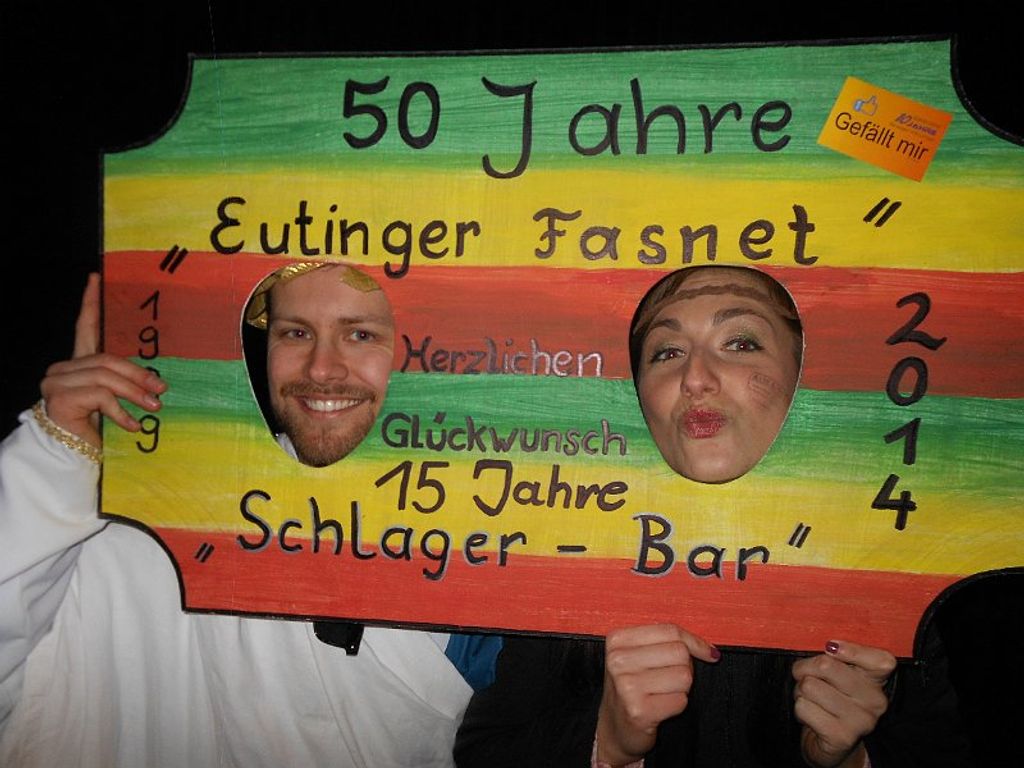 50 Jahre
Gefällt mir
"Eutinger Fasnet"
1999
2014
Herzlichen
Glückwunsch
15 Jahre
"Schlager - Bar"